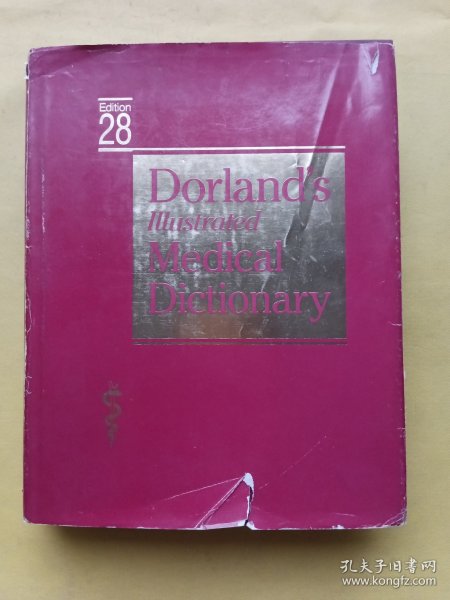 Edition
28
Dorland's
Illustrated
Medical
Dictionary
孔夫子旧书网
www.kongfz.com